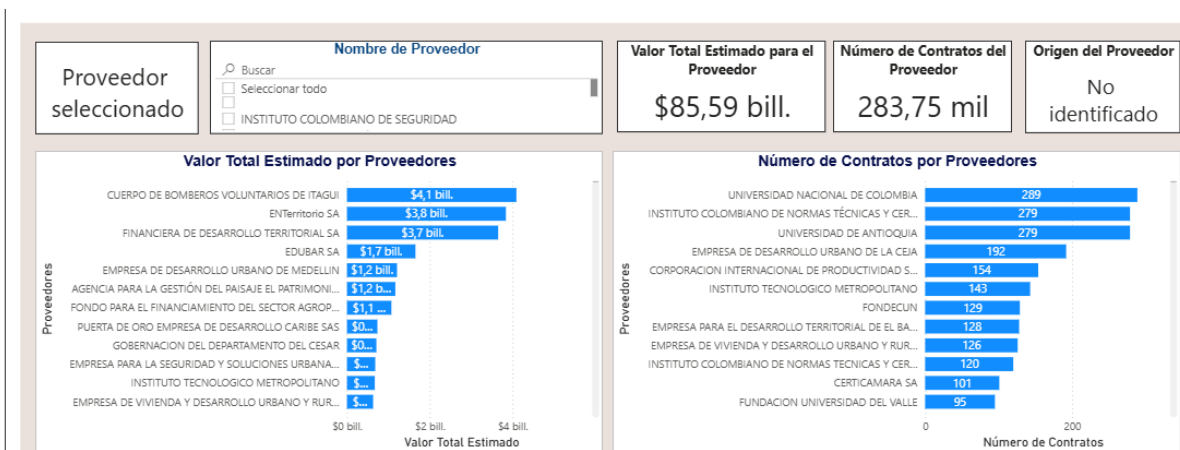 Proveedor
seleccionado
Nombre de Proveedor
Buscar
Seleccionar todo
INSTITUTO COLOMBIANO DE SEGURIDAD
Valor Total Estimado para el
Proveedor
$85,59 bill.
Número de Contratos del
Proveedor
283,75 mil
Origen del Proveedor
No
identificado
Valor Total Estimado por Proveedores
Proveedores
CUERPO DE BOMBEROS VOLUNTARIOS DE ITAGUI $4,1 bill.
ENTerritorio SA $3,8 bill.
FINANCIERA DE DESARROLLO TERRITORIAL SA $3,7 bill.
EDUBAR SA $1,7 bill.
EMPRESA DE DESARROLLO URBANO DE MEDELLIN $1,2 bill.
AGENCIA PARA LA GESTIÓN DEL PAISAJE EL PATRIMONI... $1,2 b...
FONDO PARA EL FINANCIAMIENTO DEL SECTOR AGROP... $1,1 ...
PUERTA DE ORO EMPRESA DE DESARROLLO CARIBE SAS $0...
GOBERNACION DEL DEPARTAMENTO DEL CESAR $0...
EMPRESA PARA LA SEGURIDAD Y SOLUCIONES URBANA... $...
INSTITUTO TECNOLOGICO METROPOLITANO $...
EMPRESA DE VIVIENDA Y DESARROLLO URBANO Y RUR... $...
$0 bill. $2 bill. $4 bill.
Valor Total Estimado
Número de Contratos por Proveedores
Proveedores
UNIVERSIDAD NACIONAL DE COLOMBIA 289
INSTITUTO COLOMBIANO DE NORMAS TÉCNICAS Y CER... 279
UNIVERSIDAD DE ANTIOQUIA 279
EMPRESA DE DESARROLLO URBANO DE LA CEJA 192
CORPORACION INTERNACIONAL DE PRODUCTIVIDAD S... 154
INSTITUTO TECNOLOGICO METROPOLITANO 143
FONDECUN 129
EMPRESA PARA EL DESARROLLO TERRITORIAL DE EL BA... 128
EMPRESA DE VIVIENDA Y DESARROLLO URBANO Y RUR... 126
INSTITUTO COLOMBIANO DE NORMAS TECNICAS Y CER... 120
CERTICAMARA SA 101
FUNDACION UNIVERSIDAD DEL VALLE 95
0 200
Número de Contratos